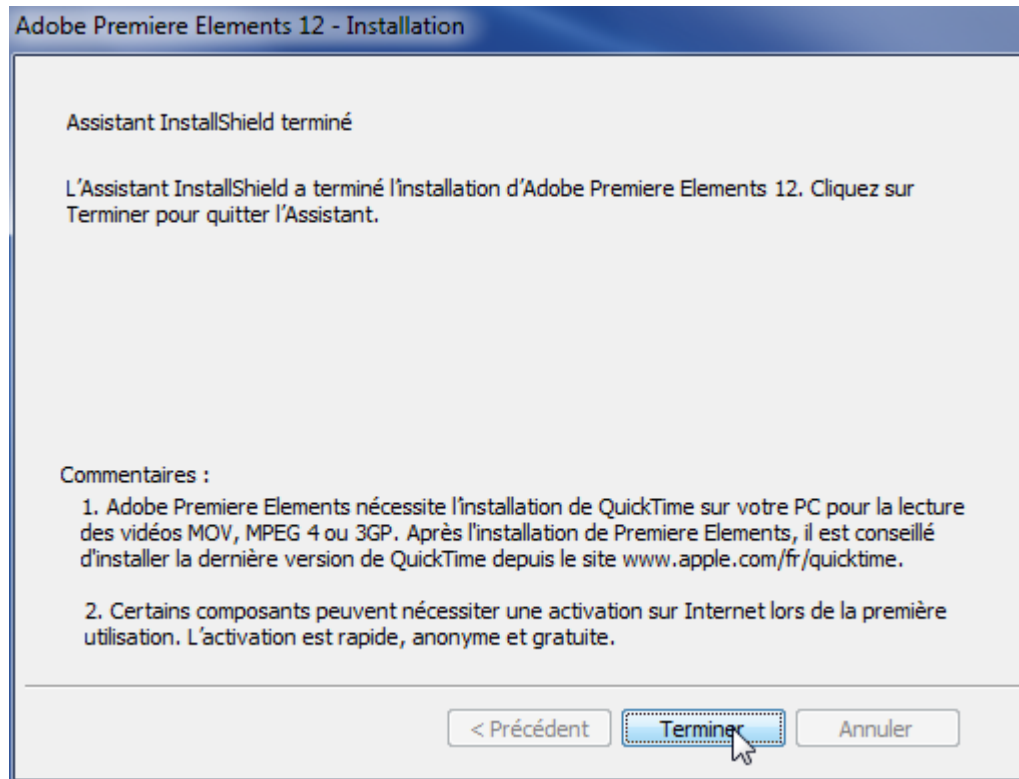 Adobe Premiere Elements 12 - Installation
Assistant InstallShield terminé
L’Assistant InstallShield a terminé l’installation d’Adobe Premiere Elements 12. Cliquez sur
Terminer pour quitter l’Assistant.
Commentaires :
1. Adobe Premiere Elements nécessite l’installation de QuickTime sur votre PC pour la lecture
des vidéos MOV, MPEG 4 ou 3GP. Après l'installation de Premiere Elements, il est conseillé
d'installer la dernière version de QuickTime depuis le site www.apple.com/fr/quicktime.
2. Certains composants peuvent nécessiter une activation sur Internet lors de la première
utilisation. L’activation est rapide, anonyme et gratuite.
< Précédent Terminer Annuler